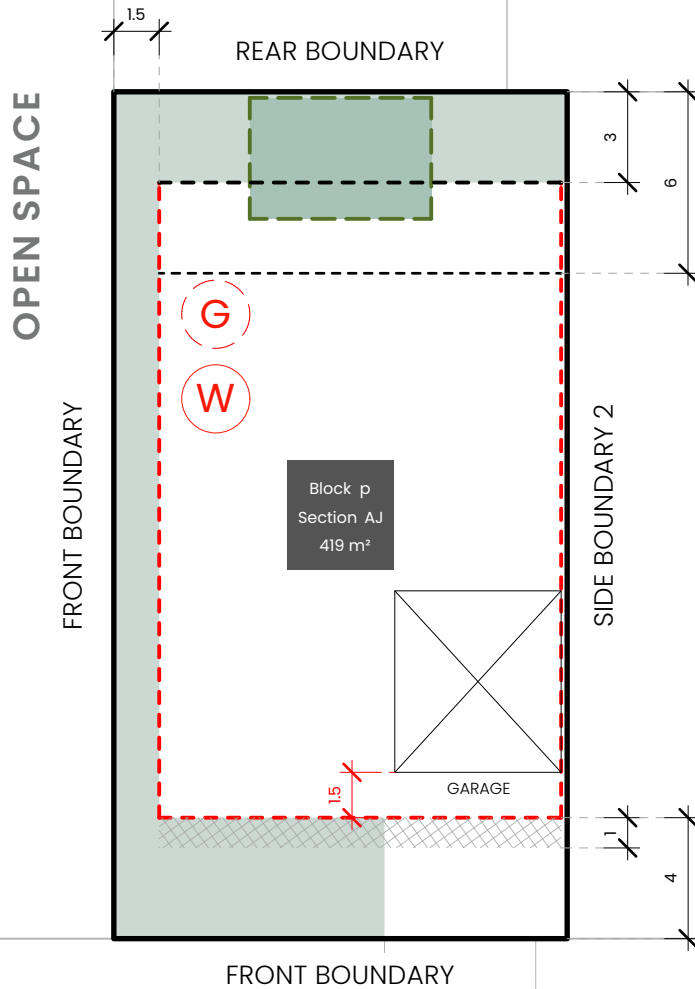 1.5
REAR BOUNDARY
OPEN SPACE
3
6
G
W
FRONT BOUNDARY
SIDE BOUNDARY 2
Block p
Section AJ
419 m²
1.5
GARAGE
1
4
FRONT BOUNDARY